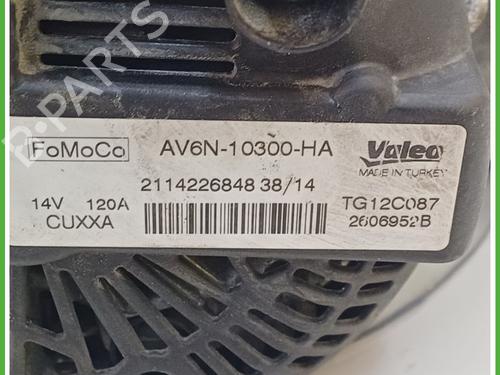 B-PARTS
FoMoCo AV6N-10300-HA Valeo
MADE IN TURKEY
2114226848 38/14
14V 120A TG12C087
CUXXA 2606952B